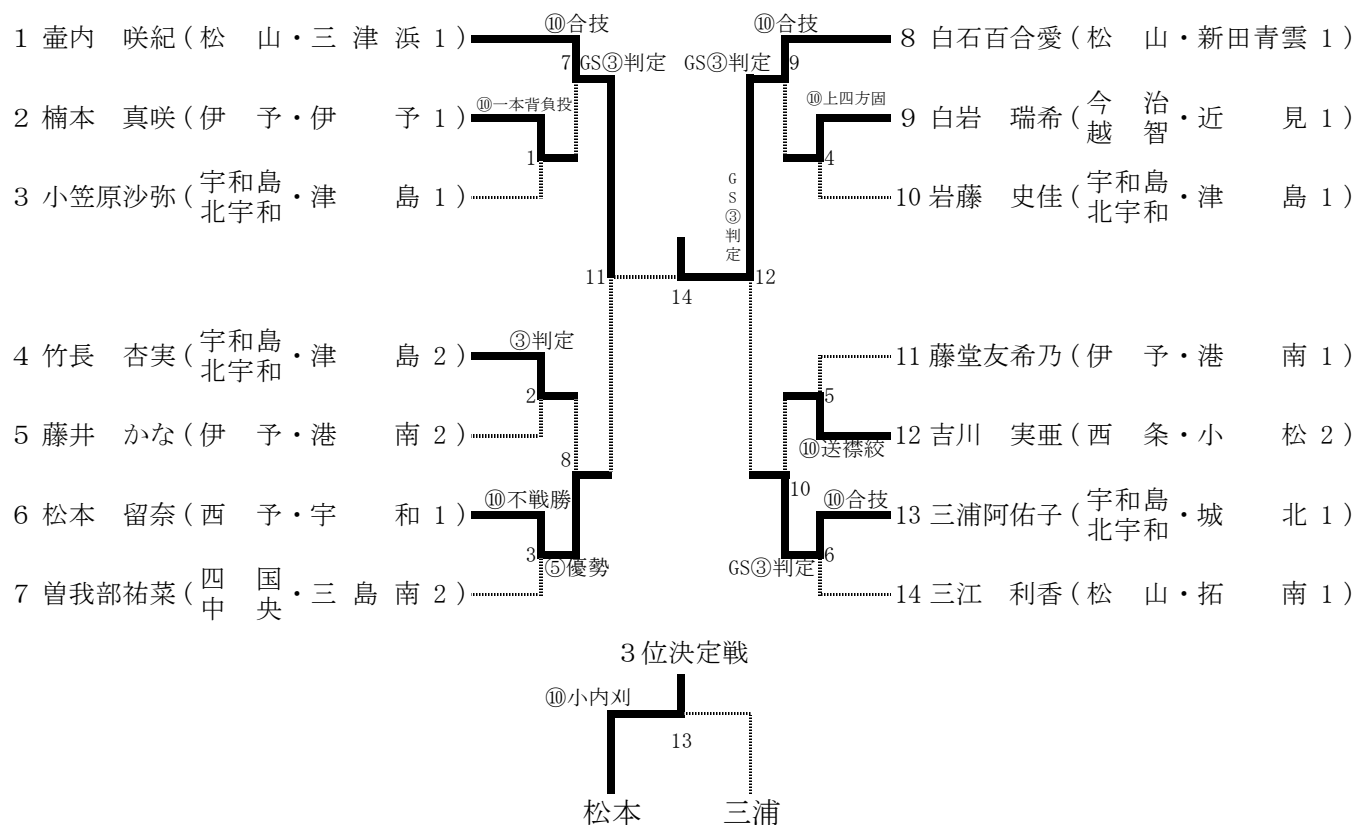 ⑩合技
⑩合技
1 壷内 咲紀(松 山・三 津 浜 1)
8 白石百合愛(松 山・新田青雲 1)
7 GS③判定
GS③判定 9
⑩一本背負投
⑩上四方固
2 楠本 真咲(伊 予・伊 予 1)
9 白岩 瑞希(今治越智・近 見 1)
1
4
3 小笠原沙弥(宇和島北宇和・津 島 1)
GS③判定
10 岩藤 史佳(宇和島北宇和・津 島 1)
11
12
14
③判定
4 竹長 杏実(宇和島北宇和・津 島 2)
11 藤堂友希乃(伊 予・港 南 1)
2
5
5 藤井 かな(伊 予・港 南 2)
12 吉川 実亜(西 条・小 松 2)
⑩送襟絞
8
10
⑩不戦勝
⑩合技
6 松本 留奈(西 予・宇 和 1)
13 三浦阿佑子(宇和島北宇和・城 北 1)
3
6
⑤優勢
GS③判定
7 曽我部祐菜(四国中央・三 島 南 2)
14 三江 利香(松 山・拓 南 1)
3位決定戦
⑩小内刈
13
松本 三浦